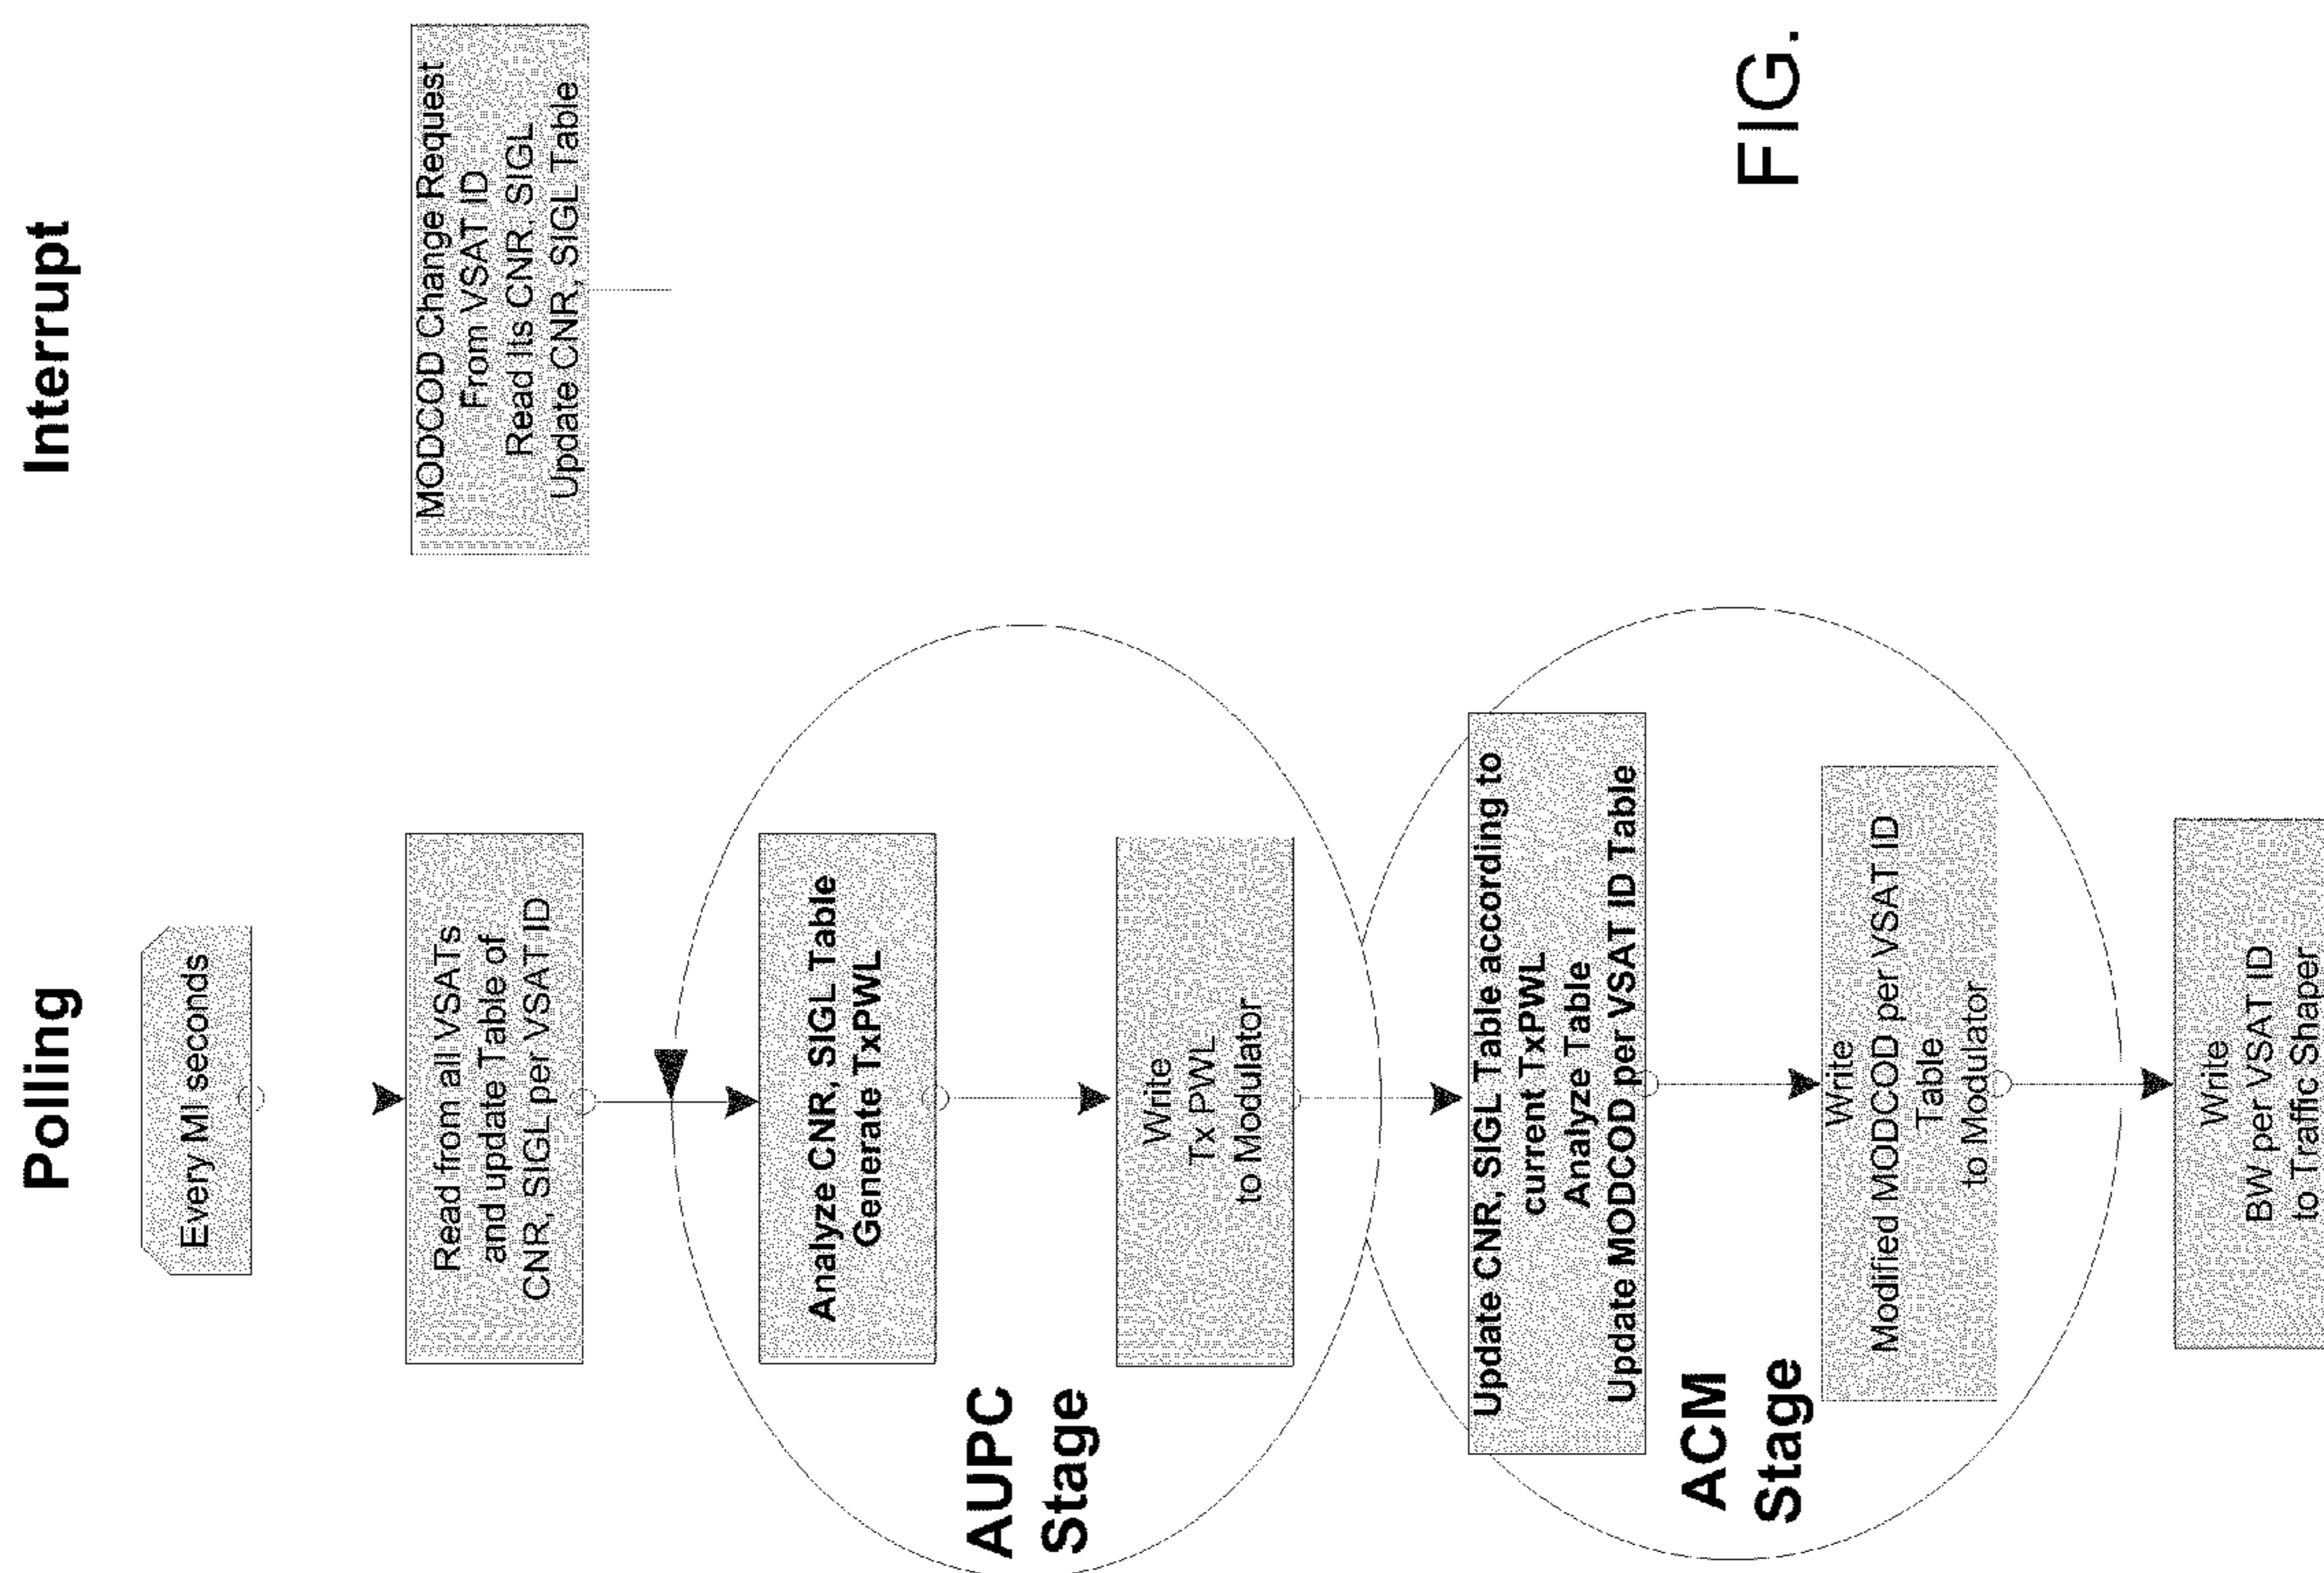 Polling
Interrupt
Every MI seconds
Read from all VSATs
and update Table of
CNR, SIGL per VSAT ID
MODCOD Change Request
From VSAT ID
Read Its CNR, SIGL
Update CNR, SIGL Table
Analyze CNR, SIGL Table
Generate TxPWL
AUPC
Stage
Write
Tx PWL
to Modulator
Update CNR, SIGL Table according to
current TxPWL
Analyze Table
Update MODCOD per VSAT ID Table
ACM
Stage
Write
Modified MODCOD per VSAT ID
Table
to Modulator
Write
BW per VSAT ID
to Traffic Shaper
FIG.